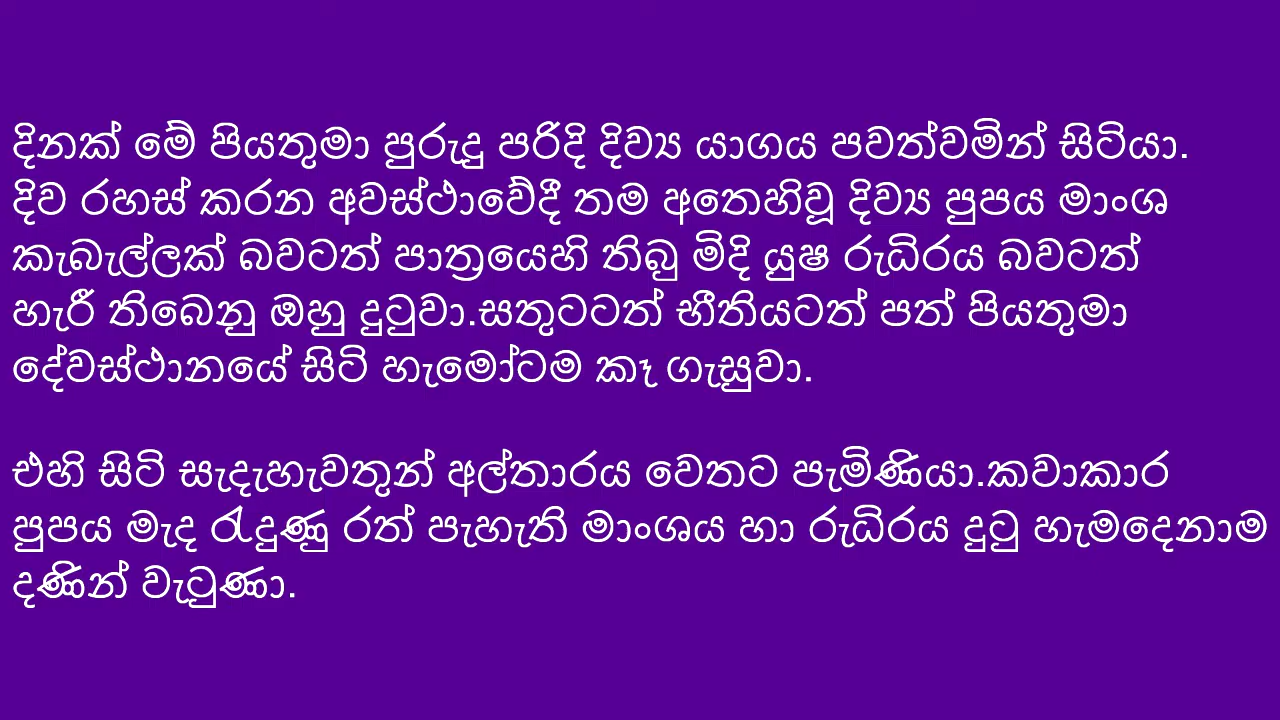 දිනක් මේ පියතුමා පුරුදු පරිදි දිව්‍ය යාගය පවත්වමින් සිටියා.
දිව රහස් කරන අවස්ථාවේදී තම අතෙහිවූ දිව්‍ය පුපය මාංශ
කැබැල්ලක් බවටත් පාත්‍රයෙහි තිබු මිදි යුෂ රුධිරය බවටත්
හැරී තිබෙනු ඔහු දුටුවා.සතුටටත් භීතියටත් පත් පියතුමා
දේවස්ථානයේ සිටි හැමෝටම කෑ ගැසුවා.
එහි සිටි සැදැහැවතුන් අල්තාරය වෙතට පැමිණියා.කවාකාර
පුපය මැද රැඳුණු රත් පැහැති මාංශය හා රුධිරය දුටු හැමදෙනාම
දණින් වැටුණා.